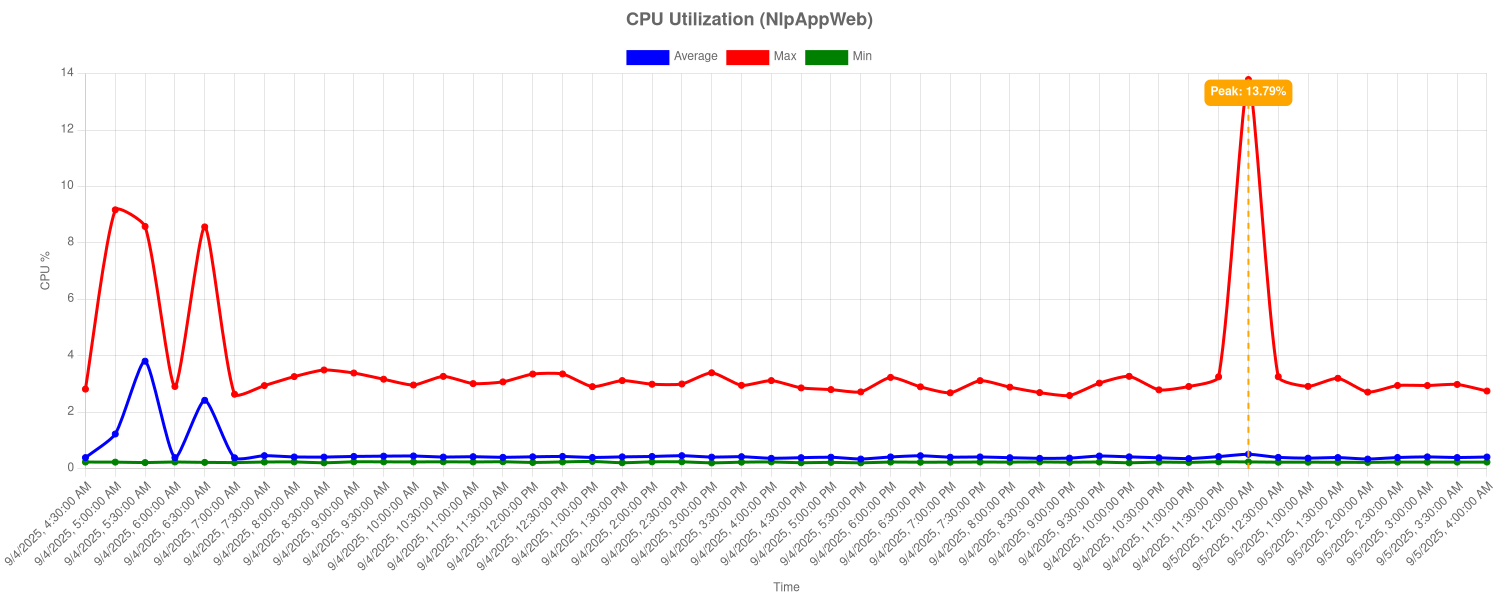 CPU Utilization (NlpAppWeb)
Average
Max
Min
14
12
10
8
6
4
2
0
CPU %
Peak: 13.79%
9/4/2025, 4:30:00 AM
9/4/2025, 5:00:00 AM
9/4/2025, 5:30:00 AM
9/4/2025, 6:00:00 AM
9/4/2025, 6:30:00 AM
9/4/2025, 7:00:00 AM
9/4/2025, 7:30:00 AM
9/4/2025, 8:00:00 AM
9/4/2025, 8:30:00 AM
9/4/2025, 9:00:00 AM
9/4/2025, 9:30:00 AM
9/4/2025, 10:00:00 AM
9/4/2025, 10:30:00 AM
9/4/2025, 11:00:00 AM
9/4/2025, 11:30:00 AM
9/4/2025, 12:00:00 PM
9/4/2025, 12:30:00 PM
9/4/2025, 1:00:00 PM
9/4/2025, 1:30:00 PM
9/4/2025, 2:00:00 PM
9/4/2025, 2:30:00 PM
9/4/2025, 3:00:00 PM
9/4/2025, 3:30:00 PM
9/4/2025, 4:00:00 PM
9/4/2025, 4:30:00 PM
9/4/2025, 5:00:00 PM
9/4/2025, 5:30:00 PM
9/4/2025, 6:00:00 PM
9/4/2025, 6:30:00 PM
9/4/2025, 7:00:00 PM
9/4/2025, 7:30:00 PM
9/4/2025, 8:00:00 PM
9/4/2025, 8:30:00 PM
9/4/2025, 9:00:00 PM
9/4/2025, 9:30:00 PM
9/4/2025, 10:00:00 PM
9/4/2025, 10:30:00 PM
9/4/2025, 11:00:00 PM
9/4/2025, 11:30:00 PM
9/5/2025, 12:00:00 AM
9/5/2025, 12:30:00 AM
9/5/2025, 1:00:00 AM
9/5/2025, 1:30:00 AM
9/5/2025, 2:00:00 AM
9/5/2025, 2:30:00 AM
9/5/2025, 3:00:00 AM
9/5/2025, 3:30:00 AM
9/5/2025, 4:00:00 AM
Time